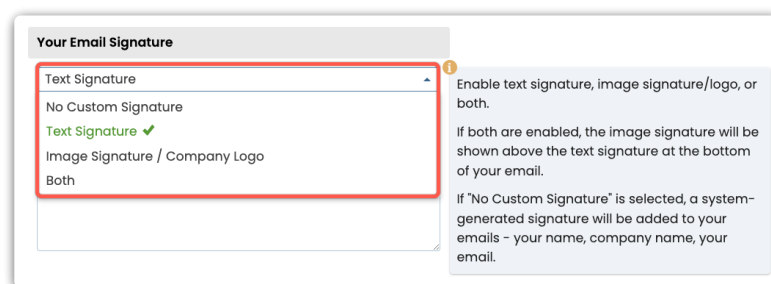 Your Email Signature
Text Signature
No Custom Signature
Text Signature
Image Signature / Company Logo
Both
Enable text signature, image signature/logo, or
both.
If both are enabled, the image signature will be
shown above the text signature at the bottom
of your email.
If "No Custom Signature" is selected, a system-
generated signature will be added to your
emails - your name, company name, your
email.